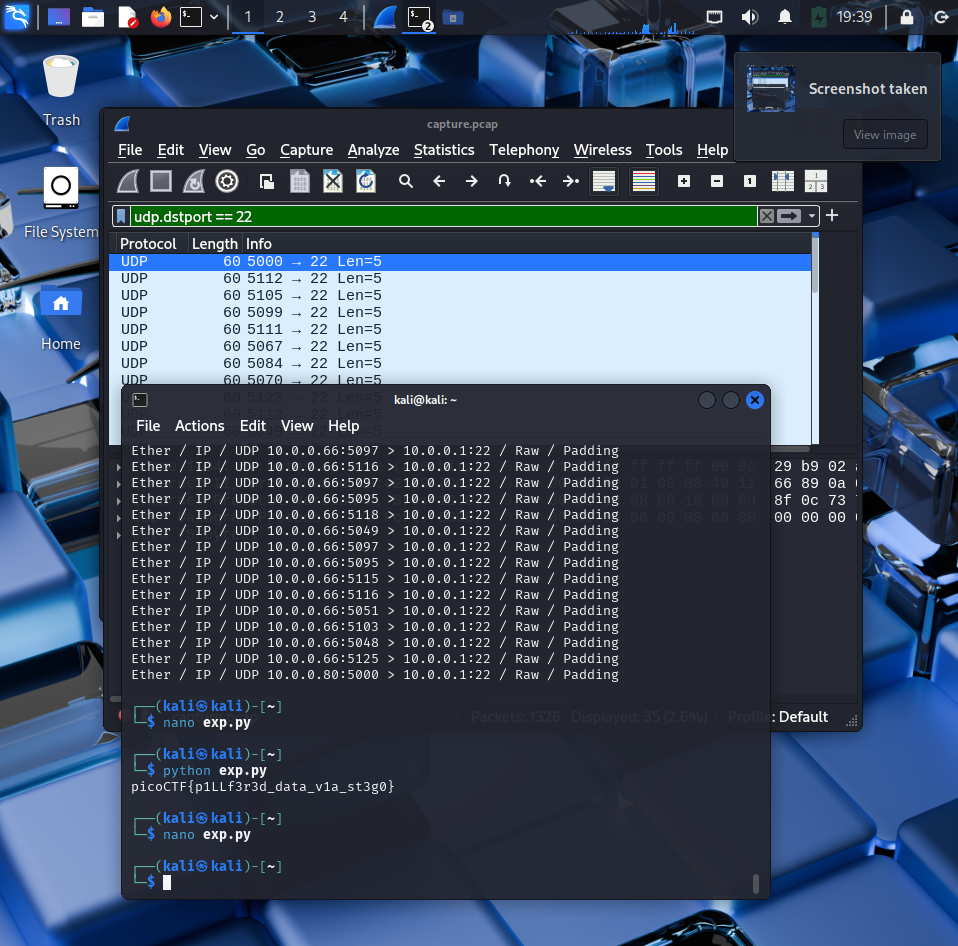 1 2 3 4
2
19:39
Screenshot taken
View image
Trash
File System
Home
capture.pcap
File Edit View Go Capture Analyze Statistics Telephony Wireless Tools Help
udp.dstport == 22
Protocol Length Info
UDP 60 5000 → 22 Len=5
UDP 60 5112 → 22 Len=5
UDP 60 5105 → 22 Len=5
UDP 60 5099 → 22 Len=5
UDP 60 5111 → 22 Len=5
UDP 60 5067 → 22 Len=5
UDP 60 5084 → 22 Len=5
UDP 60 5070 → 22 Len=5
kali@kali: ~
File Actions Edit View Help
Ether / IP / UDP 10.0.0.66:5097 > 10.0.0.1:22 / Raw / Padding
Ether / IP / UDP 10.0.0.66:5116 > 10.0.0.1:22 / Raw / Padding
Ether / IP / UDP 10.0.0.66:5097 > 10.0.0.1:22 / Raw / Padding
Ether / IP / UDP 10.0.0.66:5095 > 10.0.0.1:22 / Raw / Padding
Ether / IP / UDP 10.0.0.66:5118 > 10.0.0.1:22 / Raw / Padding
Ether / IP / UDP 10.0.0.66:5049 > 10.0.0.1:22 / Raw / Padding
Ether / IP / UDP 10.0.0.66:5097 > 10.0.0.1:22 / Raw / Padding
Ether / IP / UDP 10.0.0.66:5095 > 10.0.0.1:22 / Raw / Padding
Ether / IP / UDP 10.0.0.66:5115 > 10.0.0.1:22 / Raw / Padding
Ether / IP / UDP 10.0.0.66:5116 > 10.0.0.1:22 / Raw / Padding
Ether / IP / UDP 10.0.0.66:5051 > 10.0.0.1:22 / Raw / Padding
Ether / IP / UDP 10.0.0.66:5103 > 10.0.0.1:22 / Raw / Padding
Ether / IP / UDP 10.0.0.66:5048 > 10.0.0.1:22 / Raw / Padding
Ether / IP / UDP 10.0.0.66:5125 > 10.0.0.1:22 / Raw / Padding
Ether / IP / UDP 10.0.0.80:5000 > 10.0.0.1:22 / Raw / Padding
29 b9 02
66 89 0a
8f 0c 73
00 00 00
┌──(kali㉿kali)-[~]
└─$ nano exp.py
Packets: 1326 · Displayed: 35 (2.6%)
Profile: Default
┌──(kali㉿kali)-[~]
└─$ python exp.py
picoCTF{p1LLf3r3d_data_v1a_st3g0}
┌──(kali㉿kali)-[~]
└─$ nano exp.py
┌──(kali㉿kali)-[~]
└─$